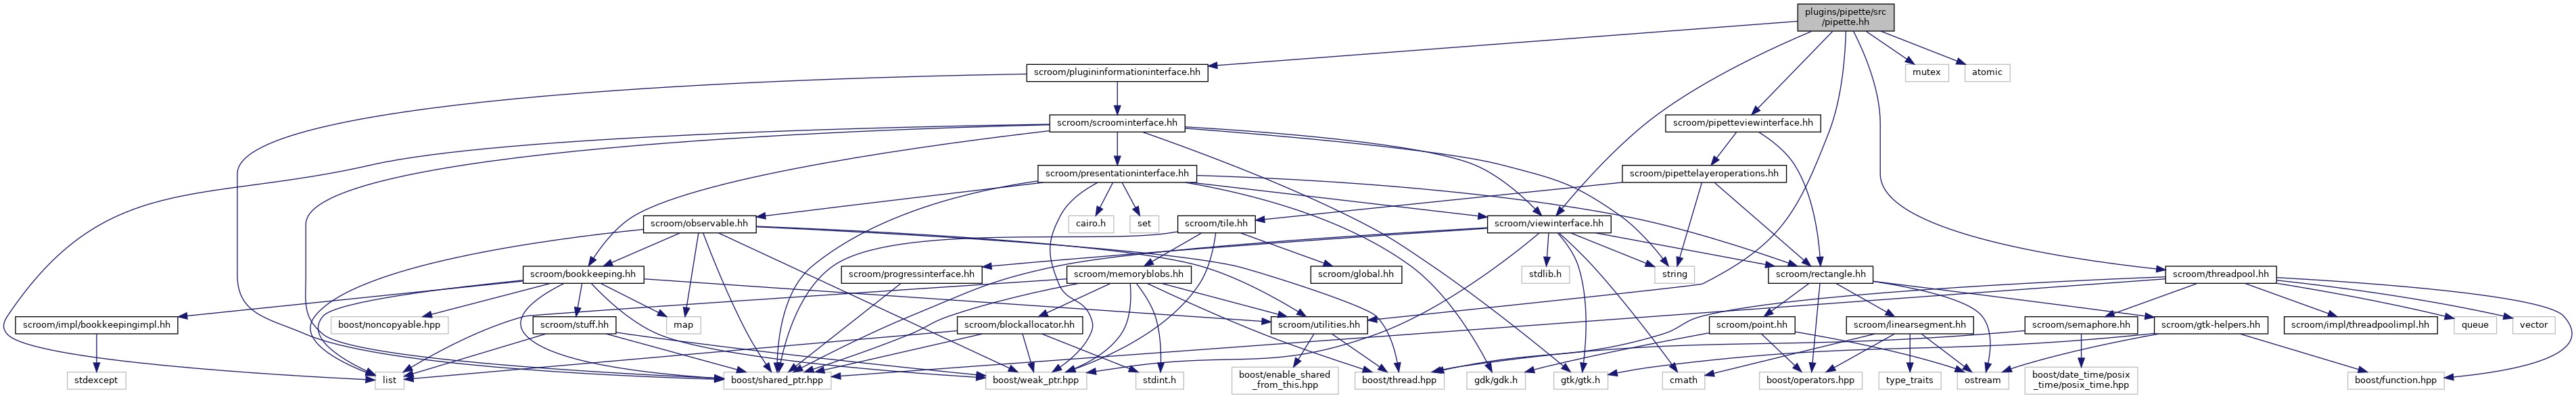 plugins/pipette/src
/pipette.hh
scroom/plugininformationinterface.hh
mutex
atomic
scroom/scroominterface.hh
scroom/pipetteviewinterface.hh
scroom/presentationinterface.hh
scroom/pipettelayeroperations.hh
scroom/observable.hh
cairo.h
set
scroom/tile.hh
scroom/viewinterface.hh
scroom/bookkeeping.hh
scroom/progressinterface.hh
scroom/memoryblobs.hh
scroom/global.hh
stdlib.h
string
scroom/rectangle.hh
scroom/threadpool.hh
scroom/impl/bookkeepingimpl.hh
boost/noncopyable.hpp
scroom/stuff.hh
map
scroom/blockallocator.hh
scroom/utilities.hh
scroom/point.hh
scroom/linearsegment.hh
scroom/semaphore.hh
scroom/gtk-helpers.hh
scroom/impl/threadpoolimpl.hh
queue
vector
stdexcept
list
boost/shared_ptr.hpp
boost/weak_ptr.hpp
stdint.h
boost/enable_shared
_from_this.hpp
boost/thread.hpp
gdk/gdk.h
gtk/gtk.h
cmath
boost/operators.hpp
type_traits
ostream
boost/date_time/posix
_time/posix_time.hpp
boost/function.hpp